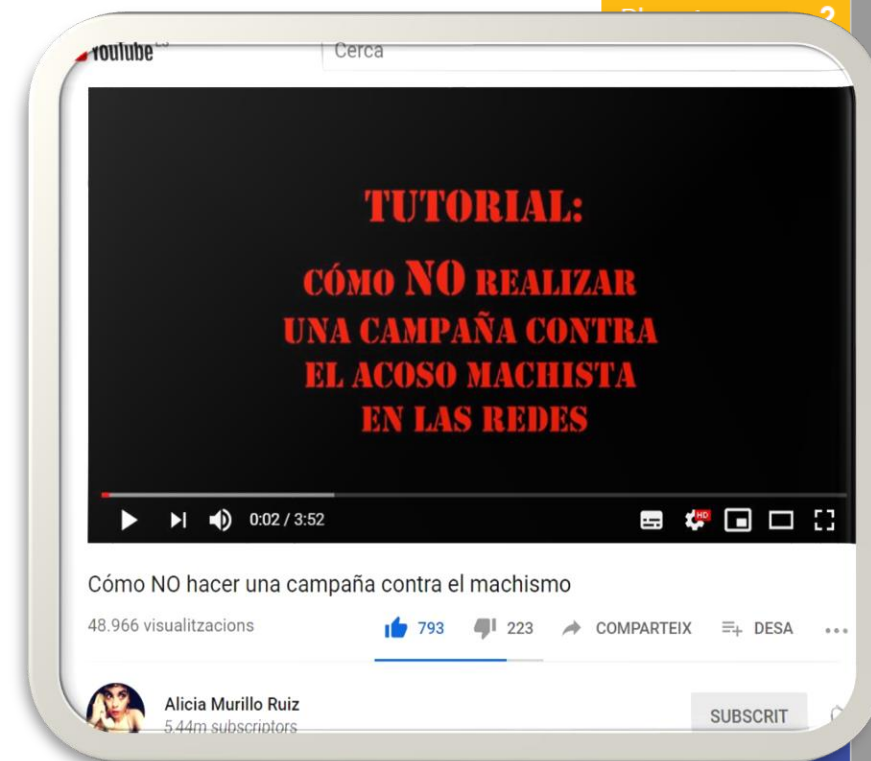 2
YouTube ES
Cerca
TUTORIAL:
CÓMO NO REALIZAR
UNA CAMPAÑA CONTRA
EL ACOSO MACHISTA
EN LAS REDES
0:02 / 3:52
HD
Cómo NO hacer una campaña contra el machismo
48.966 visualitzacions
793
223
COMPARTEIX
DESA
Alicia Murillo Ruiz
5.44m subscriptors
SUBSCRIT